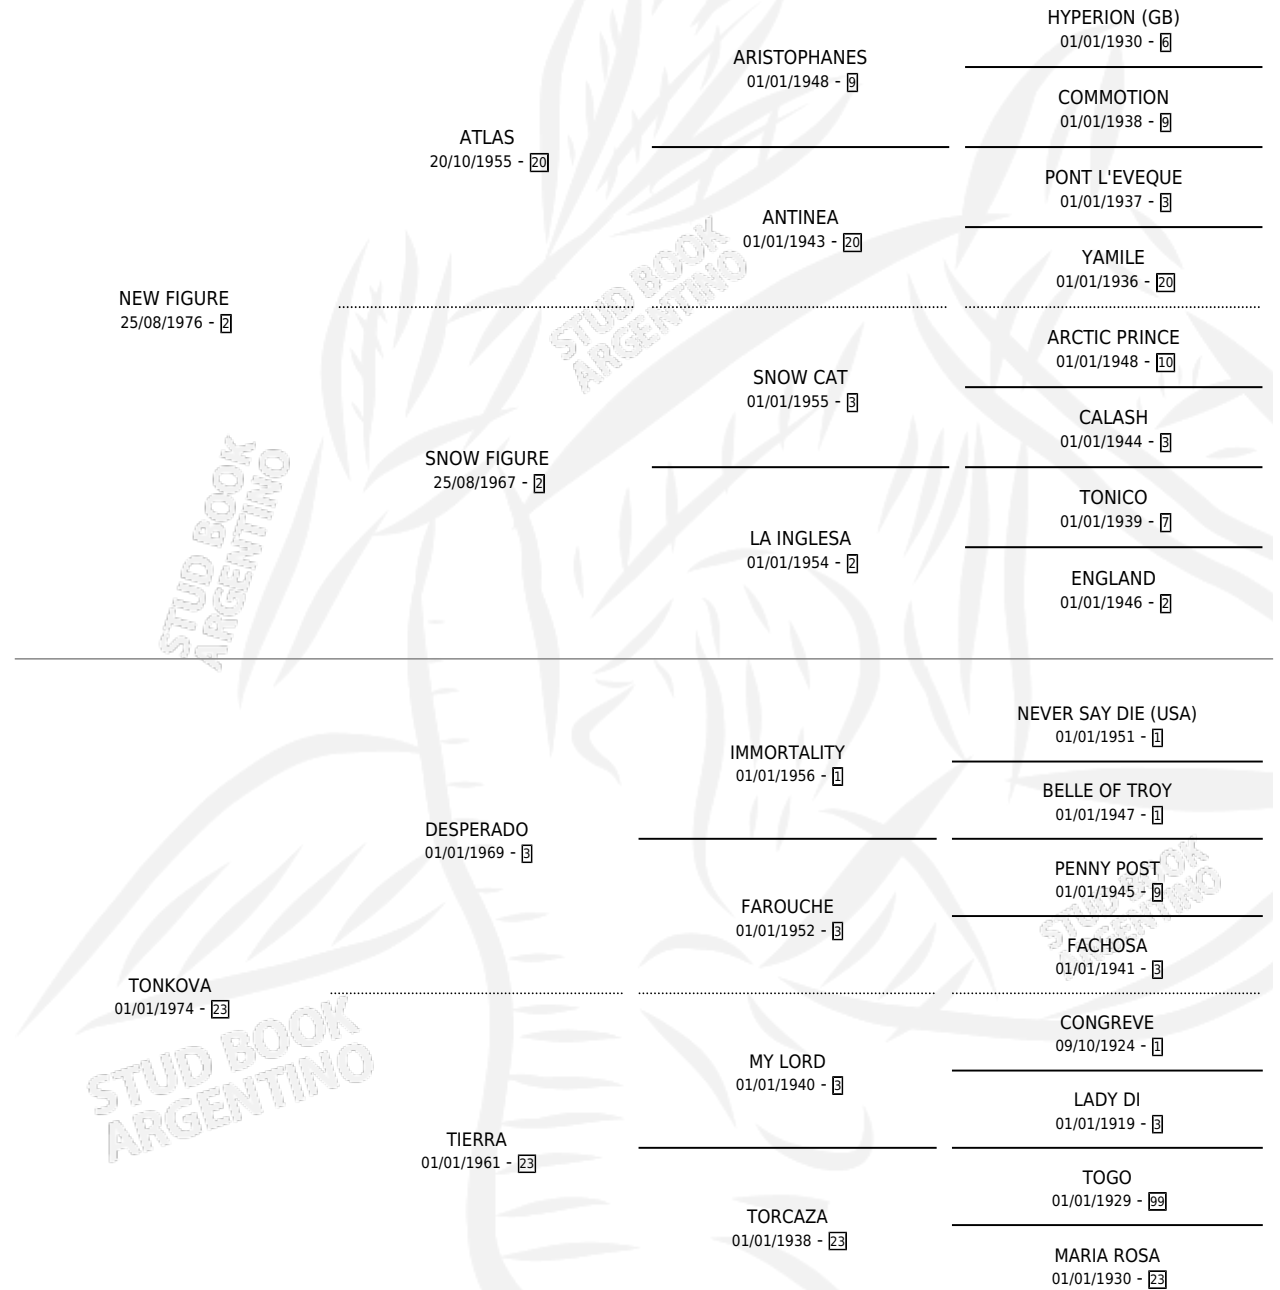 HYPERION (GB)
01/01/1930 - 6
ARISTOPHANES
01/01/1948 - 9
COMMOTION
01/01/1938 - 9
ATLAS
20/10/1955 - 20
PONT L'EVEQUE
01/01/1937 - 3
ANTINEA
01/01/1943 - 20
YAMILE
01/01/1936 - 20
NEW FIGURE
25/08/1976 - 2
STUD BOOK
ARGENTINO
ARCTIC PRINCE
01/01/1948 - 10
SNOW CAT
01/01/1955 - 3
CALASH
01/01/1944 - 3
SNOW FIGURE
25/08/1967 - 2
TONICO
01/01/1939 - 7
LA INGLESA
01/01/1954 - 2
ENGLAND
01/01/1946 - 2
STUD BOOK
ARGENTINO
NEVER SAY DIE (USA)
01/01/1951 - 1
IMMORTALITY
01/01/1956 - 1
BELLE OF TROY
01/01/1947 - 1
DESPERADO
01/01/1969 - 3
PENNY POST
01/01/1945 - 9
FAROUCHE
01/01/1952 - 3
STUD BOOK
ARGENTINO
FACHOSA
01/01/1941 - 3
TONKOVA
01/01/1974 - 23
CONGREVE
09/10/1924 - 1
MY LORD
01/01/1940 - 3
STUD BOOK
ARGENTINO
LADY DI
01/01/1919 - 3
TIERRA
01/01/1961 - 23
TOGO
01/01/1929 - 99
TORCAZA
01/01/1938 - 23
MARIA ROSA
01/01/1930 - 23